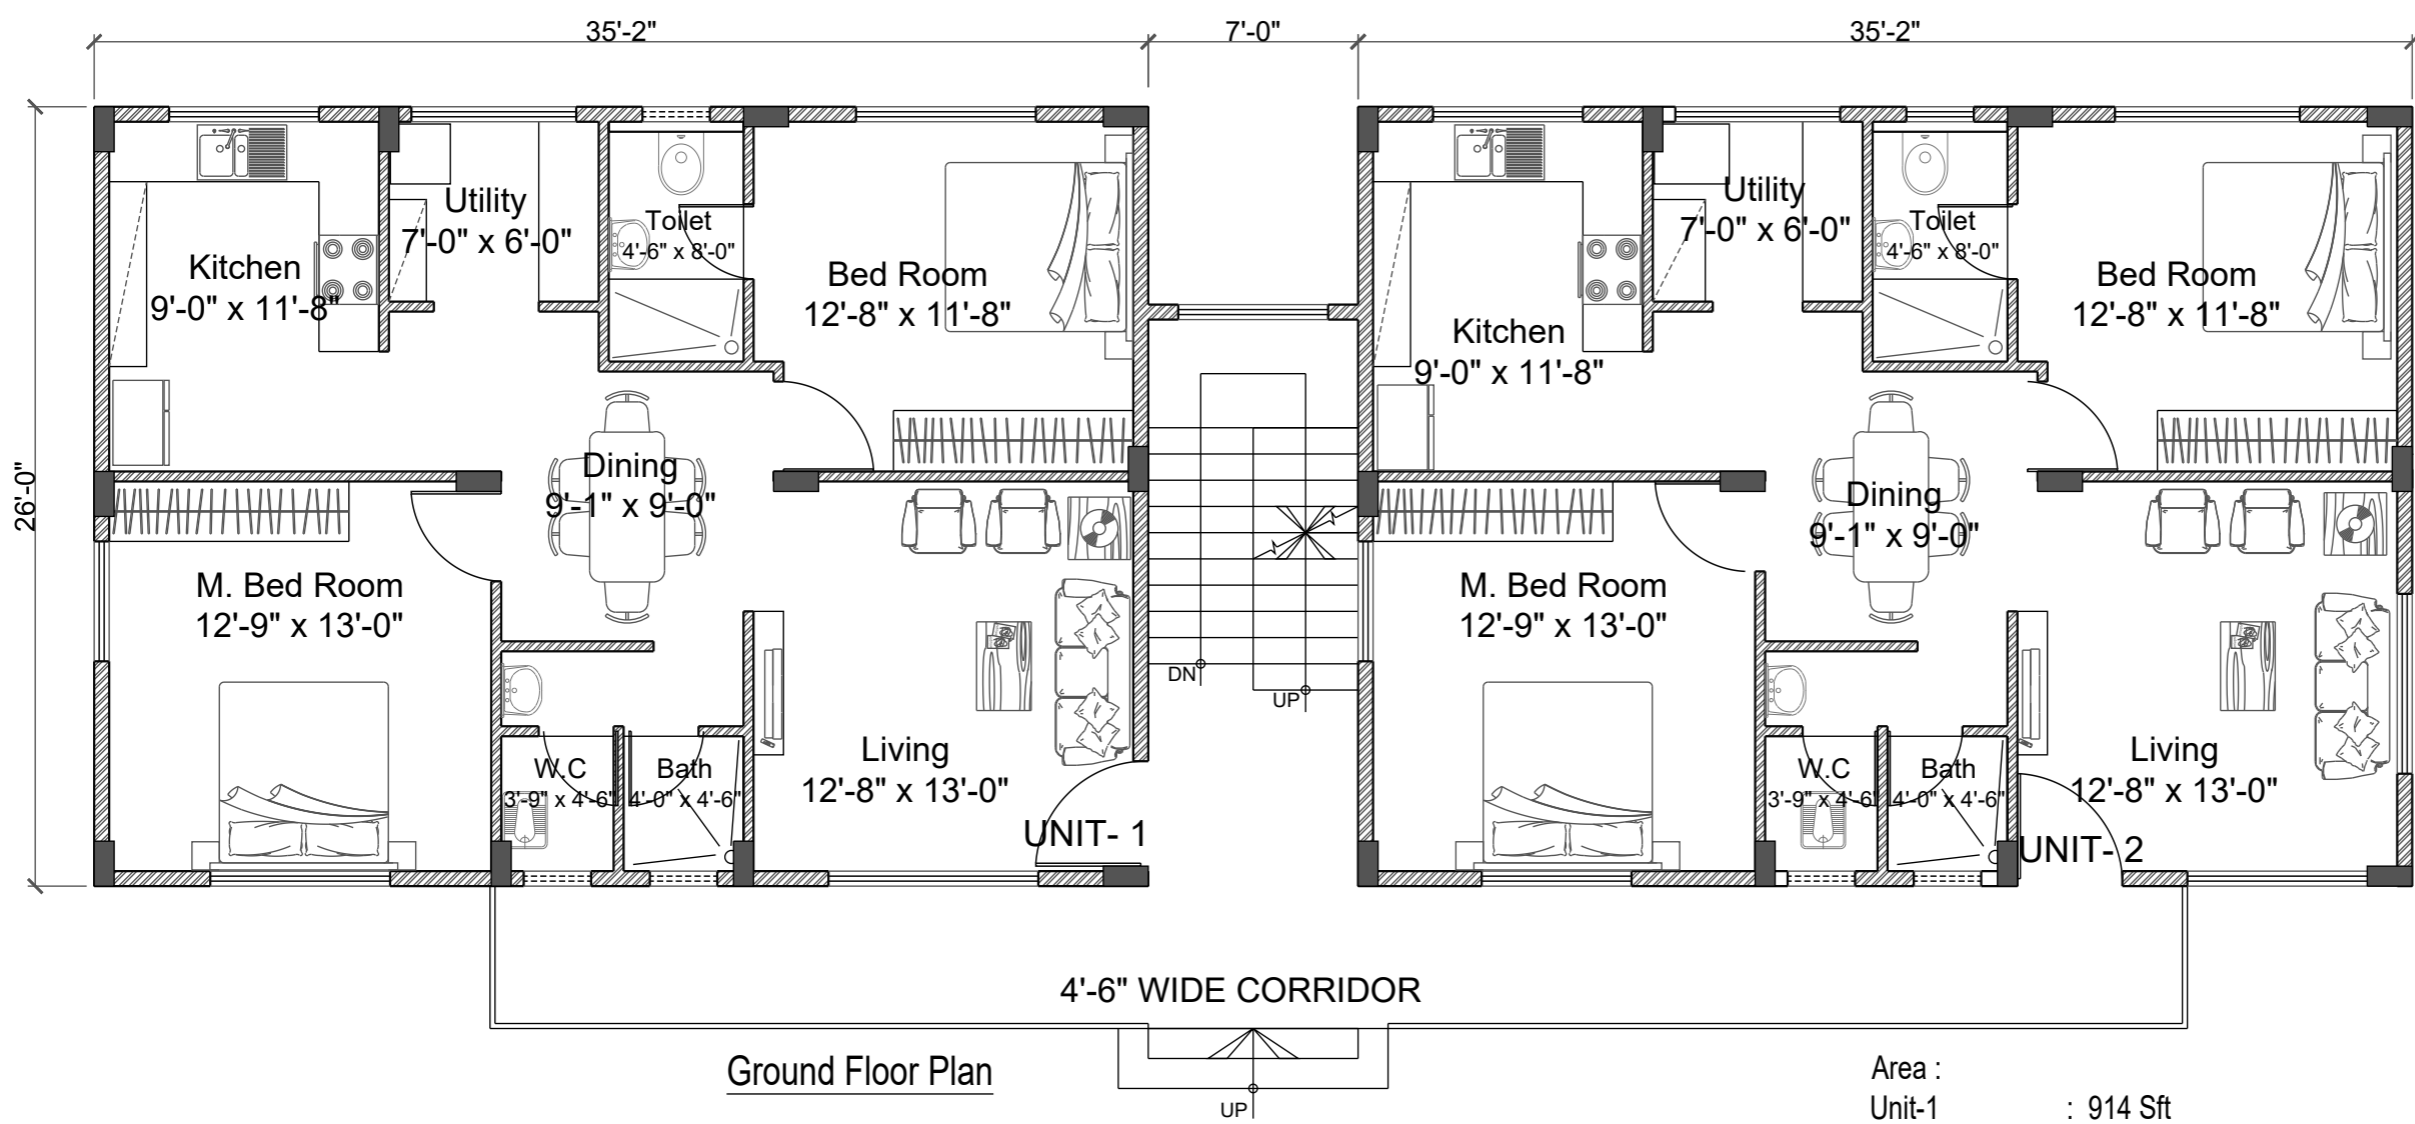 35'-2"
7'-0"
35'-2"
26'-0"
Kitchen
9'-0" x 11'-8"
Utility
7'-0" x 6'-0"
Toilet
4'-6" x 8'-0"
Bed Room
12'-8" x 11'-8"
Dining
9'-1" x 9'-0"
M. Bed Room
12'-9" x 13'-0"
W.C
3'-9" x 4'-6"
Bath
4'-0" x 4'-6"
Living
12'-8" x 13'-0"
UNIT- 1
DN
UP
Kitchen
9'-0" x 11'-8"
Utility
7'-0" x 6'-0"
Toilet
4'-6" x 8'-0"
Bed Room
12'-8" x 11'-8"
Dining
9'-1" x 9'-0"
M. Bed Room
12'-9" x 13'-0"
W.C
3'-9" x 4'-6"
Bath
4'-0" x 4'-6"
Living
12'-8" x 13'-0"
UNIT- 2
4'-6" WIDE CORRIDOR
UP
Ground Floor Plan
Area :
Unit-1 : 914 Sft